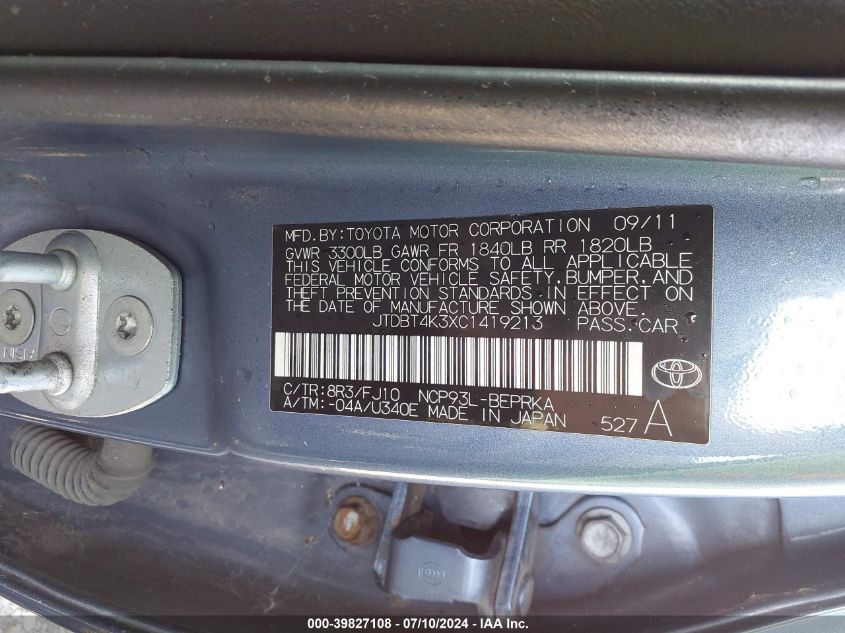 MFD.BY:TOYOTA MOTOR CORPORATION 09/11
GVWR 3300LB GAWR FR 1840LB RR 1820LB
THIS VEHICLE CONFORMS TO ALL APPLICABLE
FEDERAL MOTOR VEHICLE SAFETY,BUMPER,AND
THEFT PREVENTION STANDARDS IN EFFECT ON
THE DATE OF MANUFACTURE SHOWN ABOVE.
JTDBT4K3XC1419213 PASS.CAR
C/TR:8R3/FJ10 NCP93L-BEPRKA
A/TM:-04A/U340E MADE IN JAPAN 527 A
AISIN
000-39827108 - 07/10/2024 - IAAI.COM